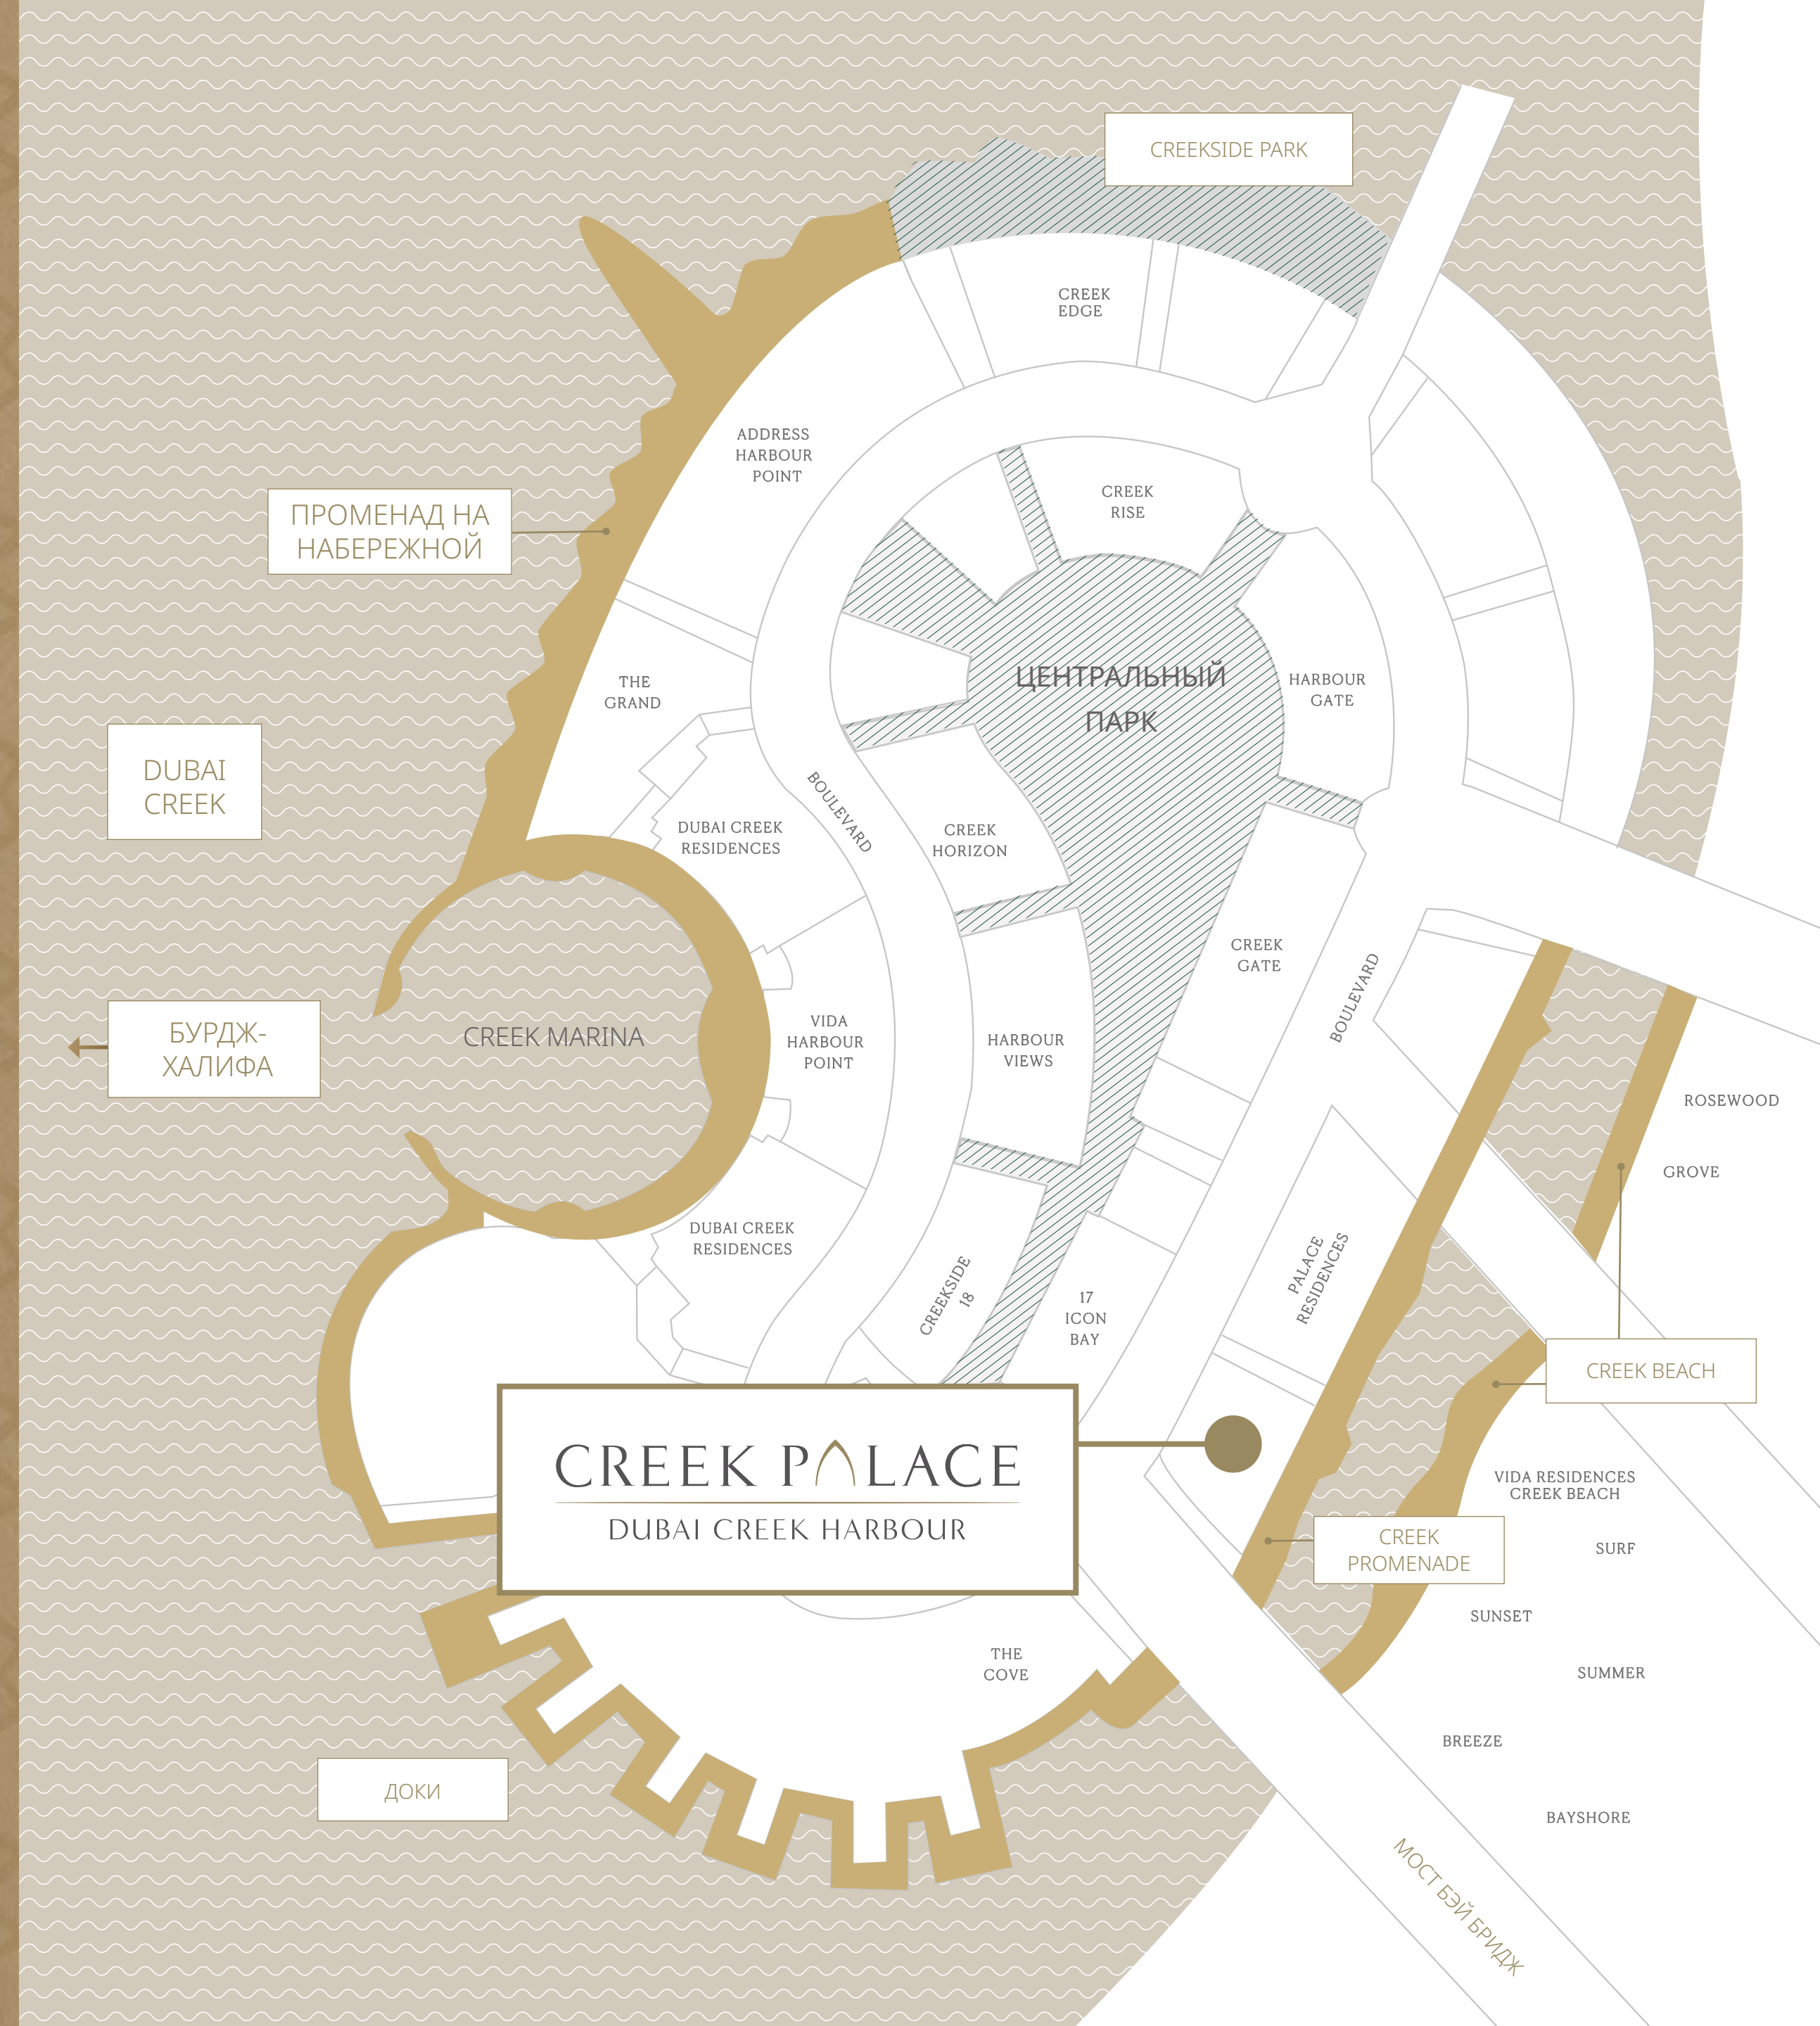 CREEKSIDE PARK
CREEK
EDGE
ADDRESS
HARBOUR
POINT
CREEK
RISE
ПРОМЕНАД НА
НАБЕРЕЖНОЙ
ЦЕНТРАЛЬНЫЙ
ПАРК
HARBOUR
GATE
THE
GRAND
DUBAI
CREEK
BOULEVARD
DUBAI CREEK
RESIDENCES
CREEK
HORIZON
CREEK
GATE
BOULEVARD
БУРДЖ-
ХАЛИФА
CREEK MARINA
VIDA
HARBOUR
POINT
HARBOUR
VIEWS
ROSEWOOD
GROVE
DUBAI CREEK
RESIDENCES
CREEKSIDE
18
17
ICON
BAY
PALACE
RESIDENCES
CREEK BEACH
CREEK PALACE
DUBAI CREEK HARBOUR
VIDA RESIDENCES
CREEK BEACH
CREEK
PROMENADE
SURF
SUNSET
THE
COVE
SUMMER
BREEZE
ДОКИ
BAYSHORE
МОСТ БЭЙ БРИДЖ